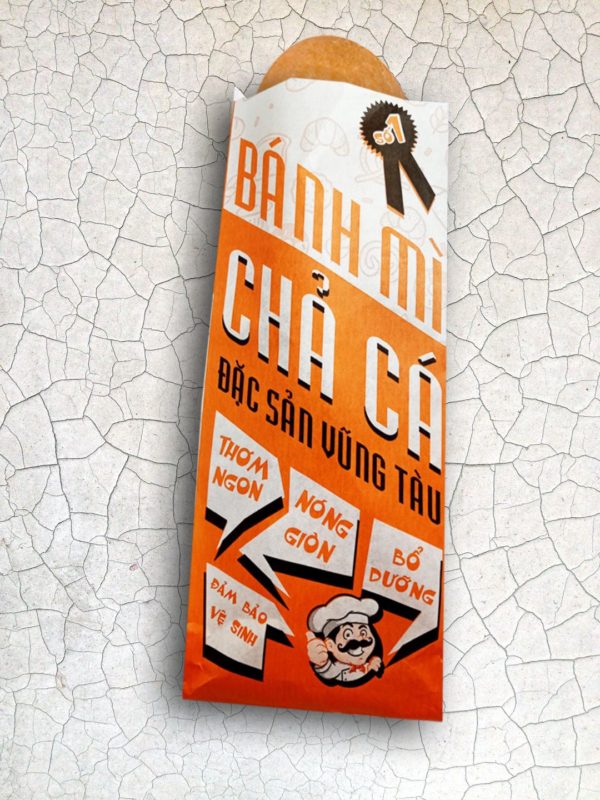 SỐ 1
BÁNH MÌ
CHẢ CÁ
ĐẶC SẢN VŨNG TÀU
THƠM
NGON
NÓNG
GIÒN
BỔ
DƯỠNG
ĐẢM BẢO
VỆ SINH